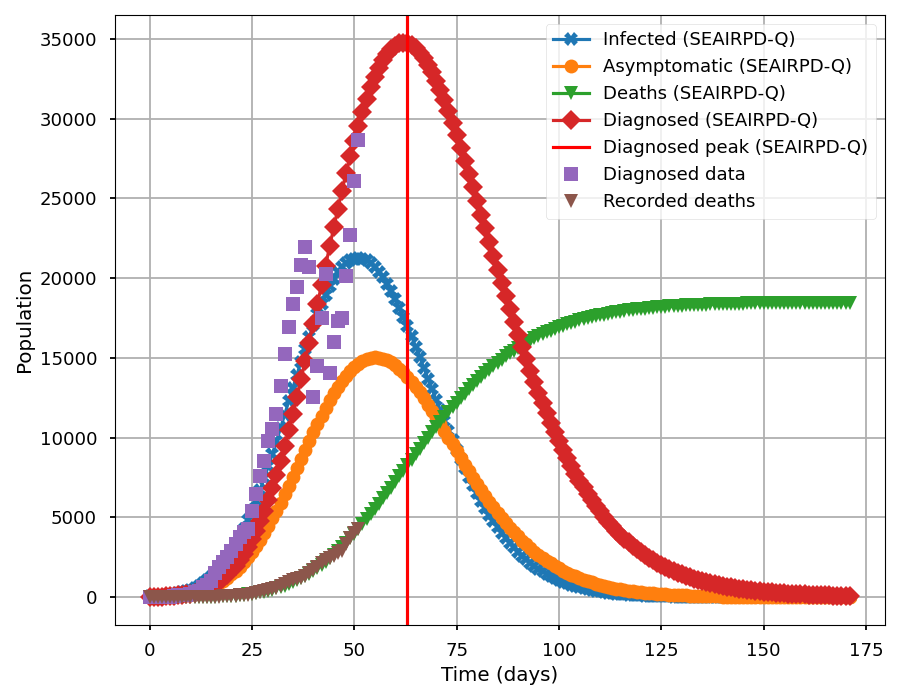 Infected (SEAIRPD-Q)
Asymptomatic (SEAIRPD-Q)
Deaths (SEAIRPD-Q)
Diagnosed (SEAIRPD-Q)
Diagnosed peak (SEAIRPD-Q)
Diagnosed data
Recorded deaths
35000
30000
25000
20000
15000
10000
5000
0
Population
0 25 50 75 100 125 150 175
Time (days)